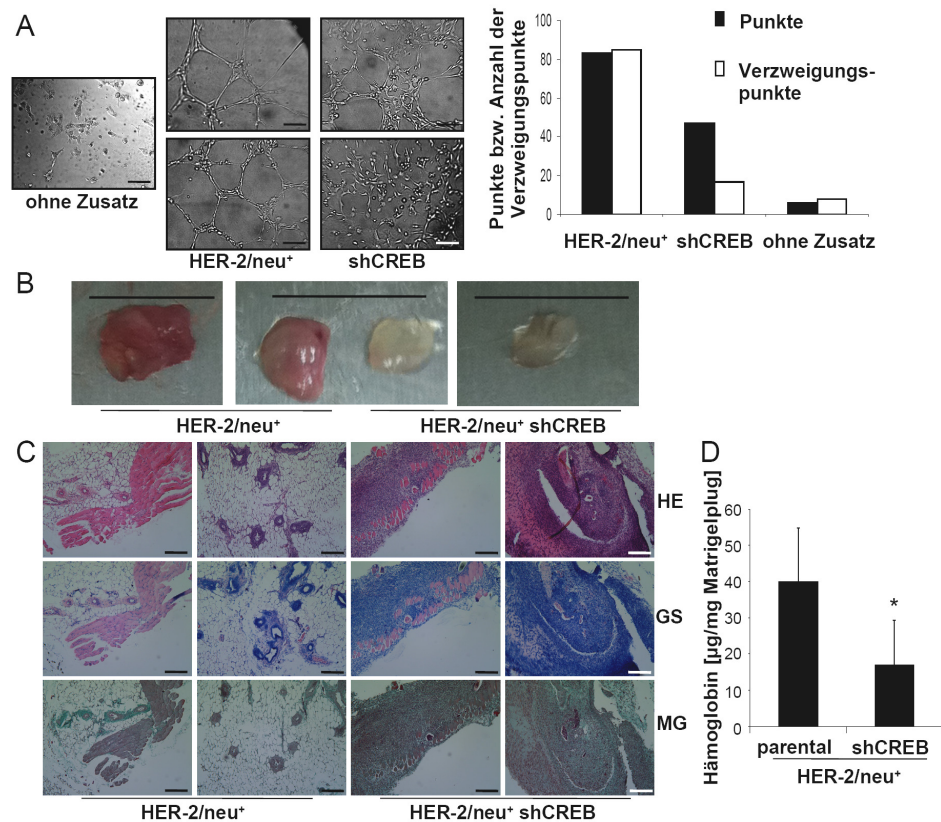 A
ohne Zusatz
HER-2/neu⁺
shCREB
Punkte bzw. Anzahl der
Verzweigungspunkte
100
80
60
40
20
0
Punkte
Verzweigungs-
punkte
HER-2/neu⁺ shCREB ohne Zusatz
B
HER-2/neu⁺
HER-2/neu⁺ shCREB
C
HE
GS
MG
HER-2/neu⁺
HER-2/neu⁺ shCREB
D
Hämoglobin [µg/mg Matrigelplug]
60
50
40
30
20
10
0
*
parental
shCREB
HER-2/neu⁺